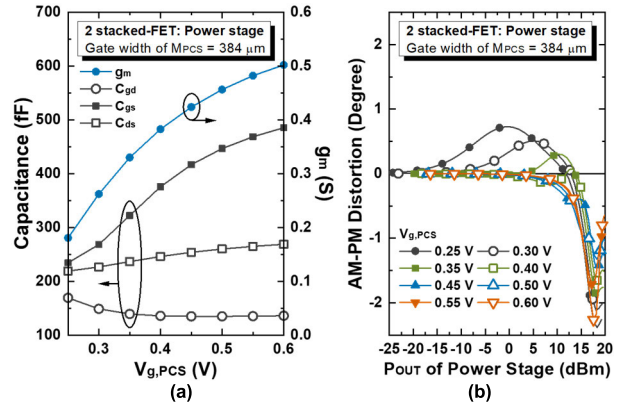 2 stacked-FET: Power stage
Gate width of MPCS = 384 μm
gm
Cgd
Cgs
Cds
600
500
400
300
200
100
Capacitance (fF)
0.5
0.4
0.3
0.2
0.1
0.0
gm (S)
0.3
0.4
0.5
0.6
Vg,PCS (V)
(a)
2 stacked-FET: Power stage
Gate width of MPCS = 384 μm
2
1
0
-1
-2
AM-PM Distortion (Degree)
Vg,PCS
0.25 V
0.30 V
0.35 V
0.40 V
0.45 V
0.50 V
0.55 V
0.60 V
-25
-20
-15
-10
-5
0
5
10
15
20
POUT of Power Stage (dBm)
(b)